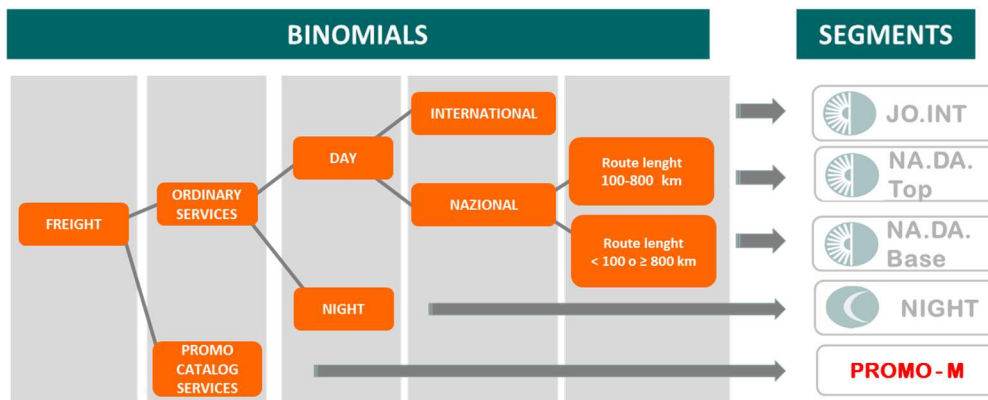 BINOMIALS
SEGMENTS
INTERNATIONAL
JO.INT
DAY
Route lenght
100-800 km
NA.DA.
Top
ORDINARY
SERVICES
NAZIONAL
FREIGHT
Route lenght
< 100 o ≥ 800 km
NA.DA.
Base
NIGHT
NIGHT
PROMO
CATALOG
SERVICES
PROMO - M